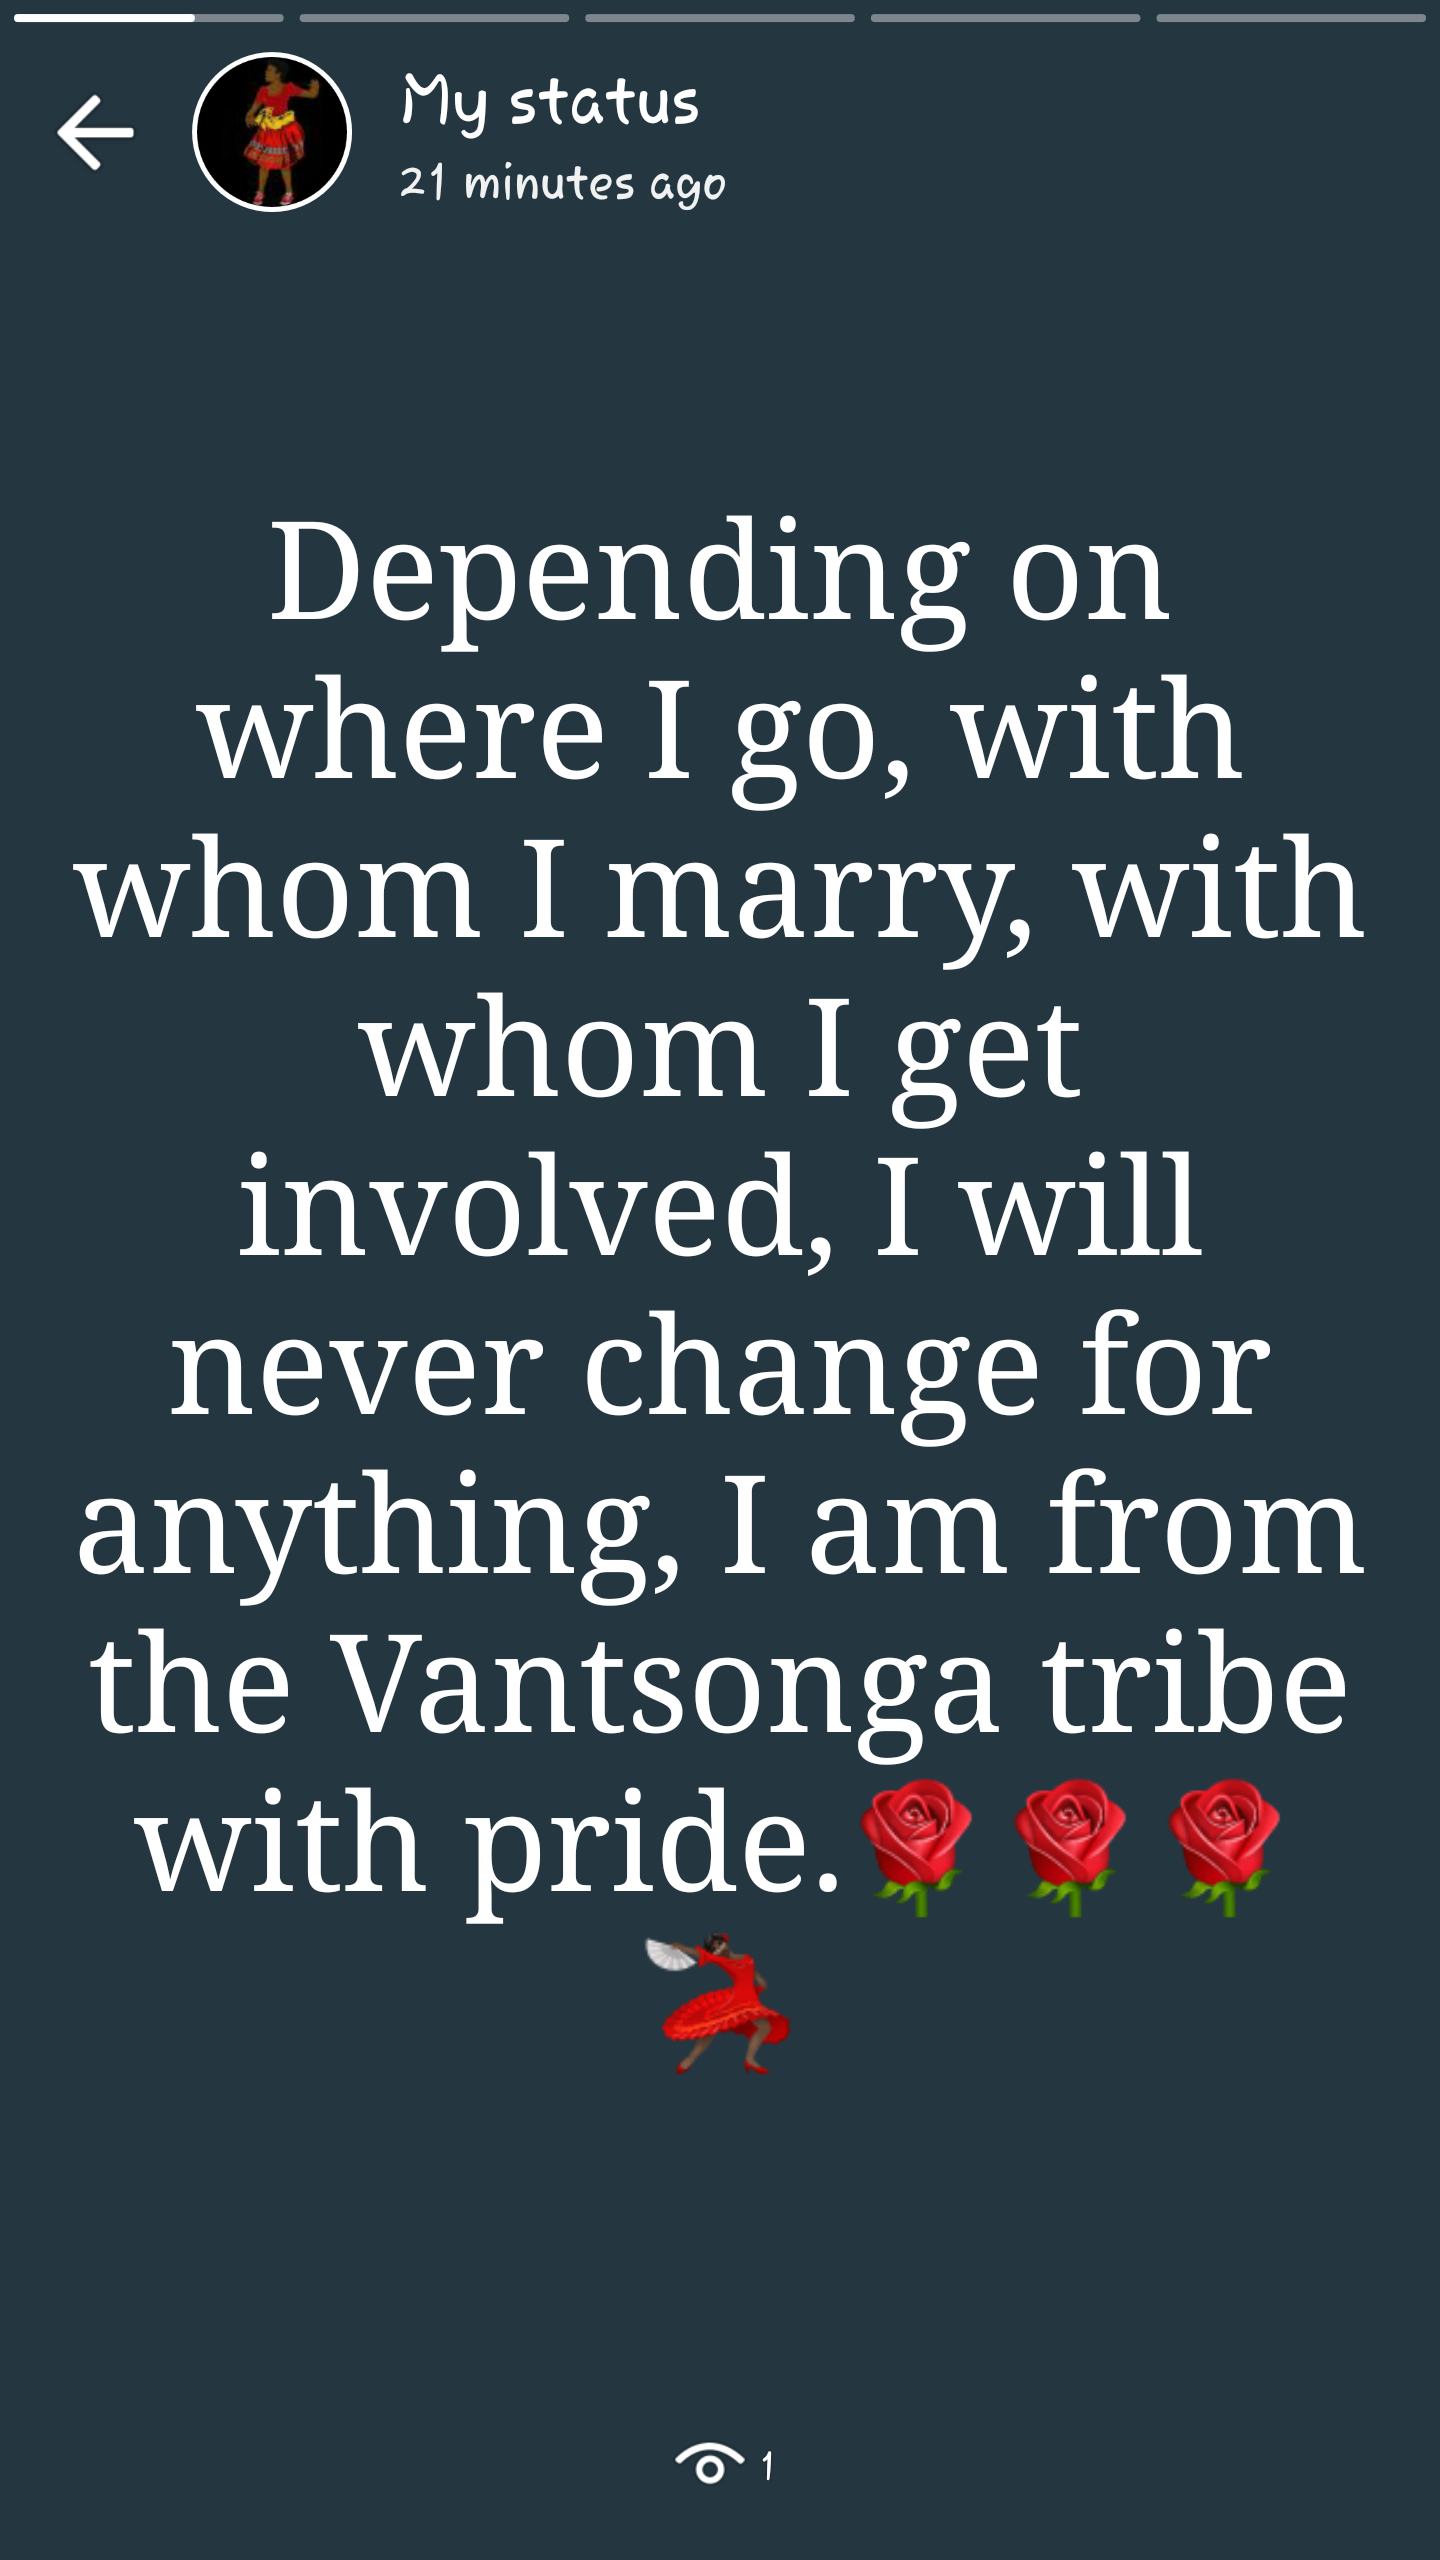 My status
21 minutes ago
Depending on
where I go, with
whom I marry, with
whom I get
involved, I will
never change for
anything, I am from
the Vantsonga tribe
with pride.🌹🌹🌹
💃🏿
1